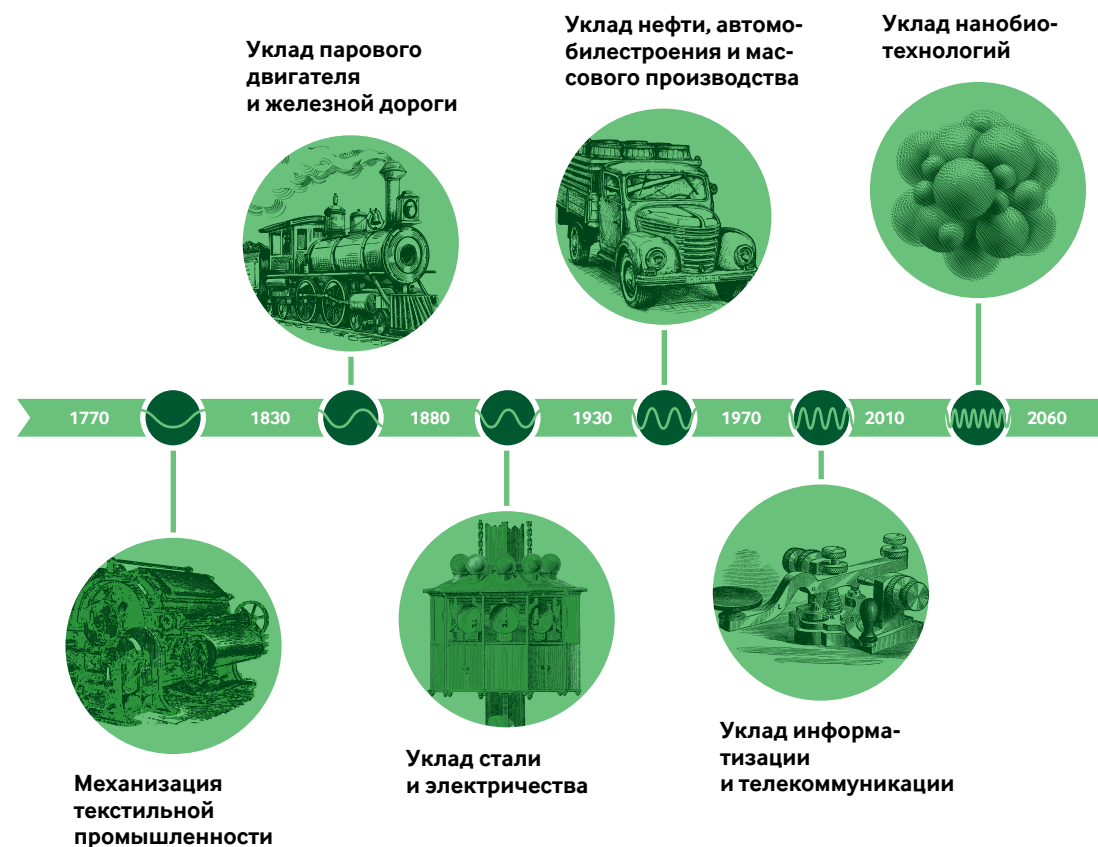 Уклад парового
двигателя
и железной дороги
Уклад нефти, автомо-
билестроения и мас-
сового производства
Уклад нанобио-
технологий
1770
1830
1880
1930
1970
2010
2060
Механизация
текстильной
промышленности
Уклад стали
и электричества
Уклад информа-
тизации
и телекоммуникации